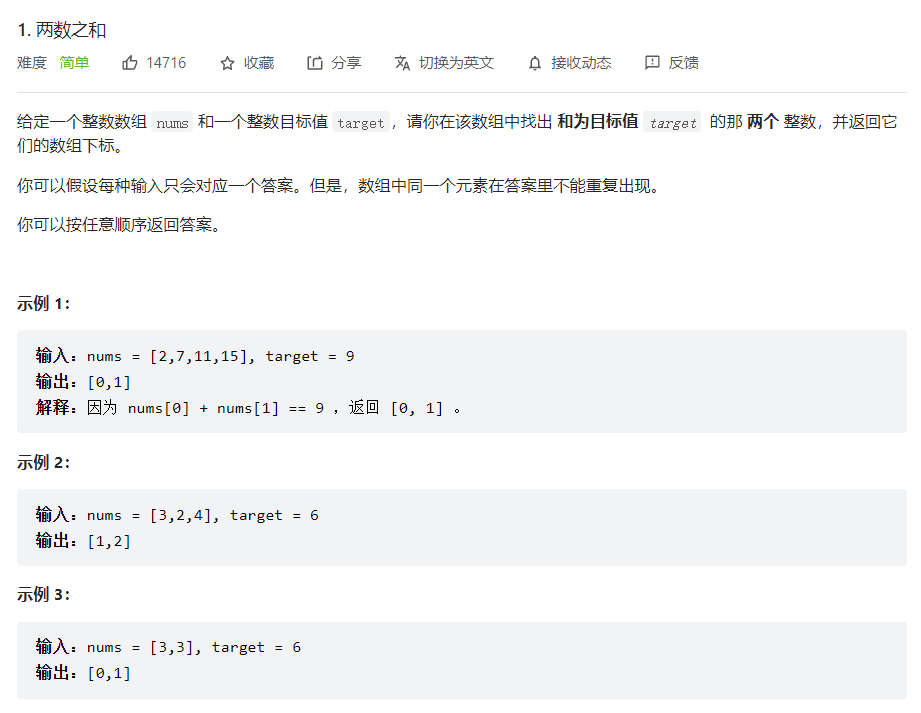 1. 两数之和
难度 简单 14716 收藏 分享 切换为英文 接收动态 反馈
给定一个整数数组 nums 和一个整数目标值 target，请你在该数组中找出 和为目标值 target 的那 两个 整数，并返回它
们的数组下标。
你可以假设每种输入只会对应一个答案。但是，数组中同一个元素在答案里不能重复出现。
你可以按任意顺序返回答案。
示例 1：
输入：nums = [2,7,11,15], target = 9
输出：[0,1]
解释：因为 nums[0] + nums[1] == 9 ，返回 [0, 1] 。
示例 2：
输入：nums = [3,2,4], target = 6
输出：[1,2]
示例 3：
输入：nums = [3,3], target = 6
输出：[0,1]